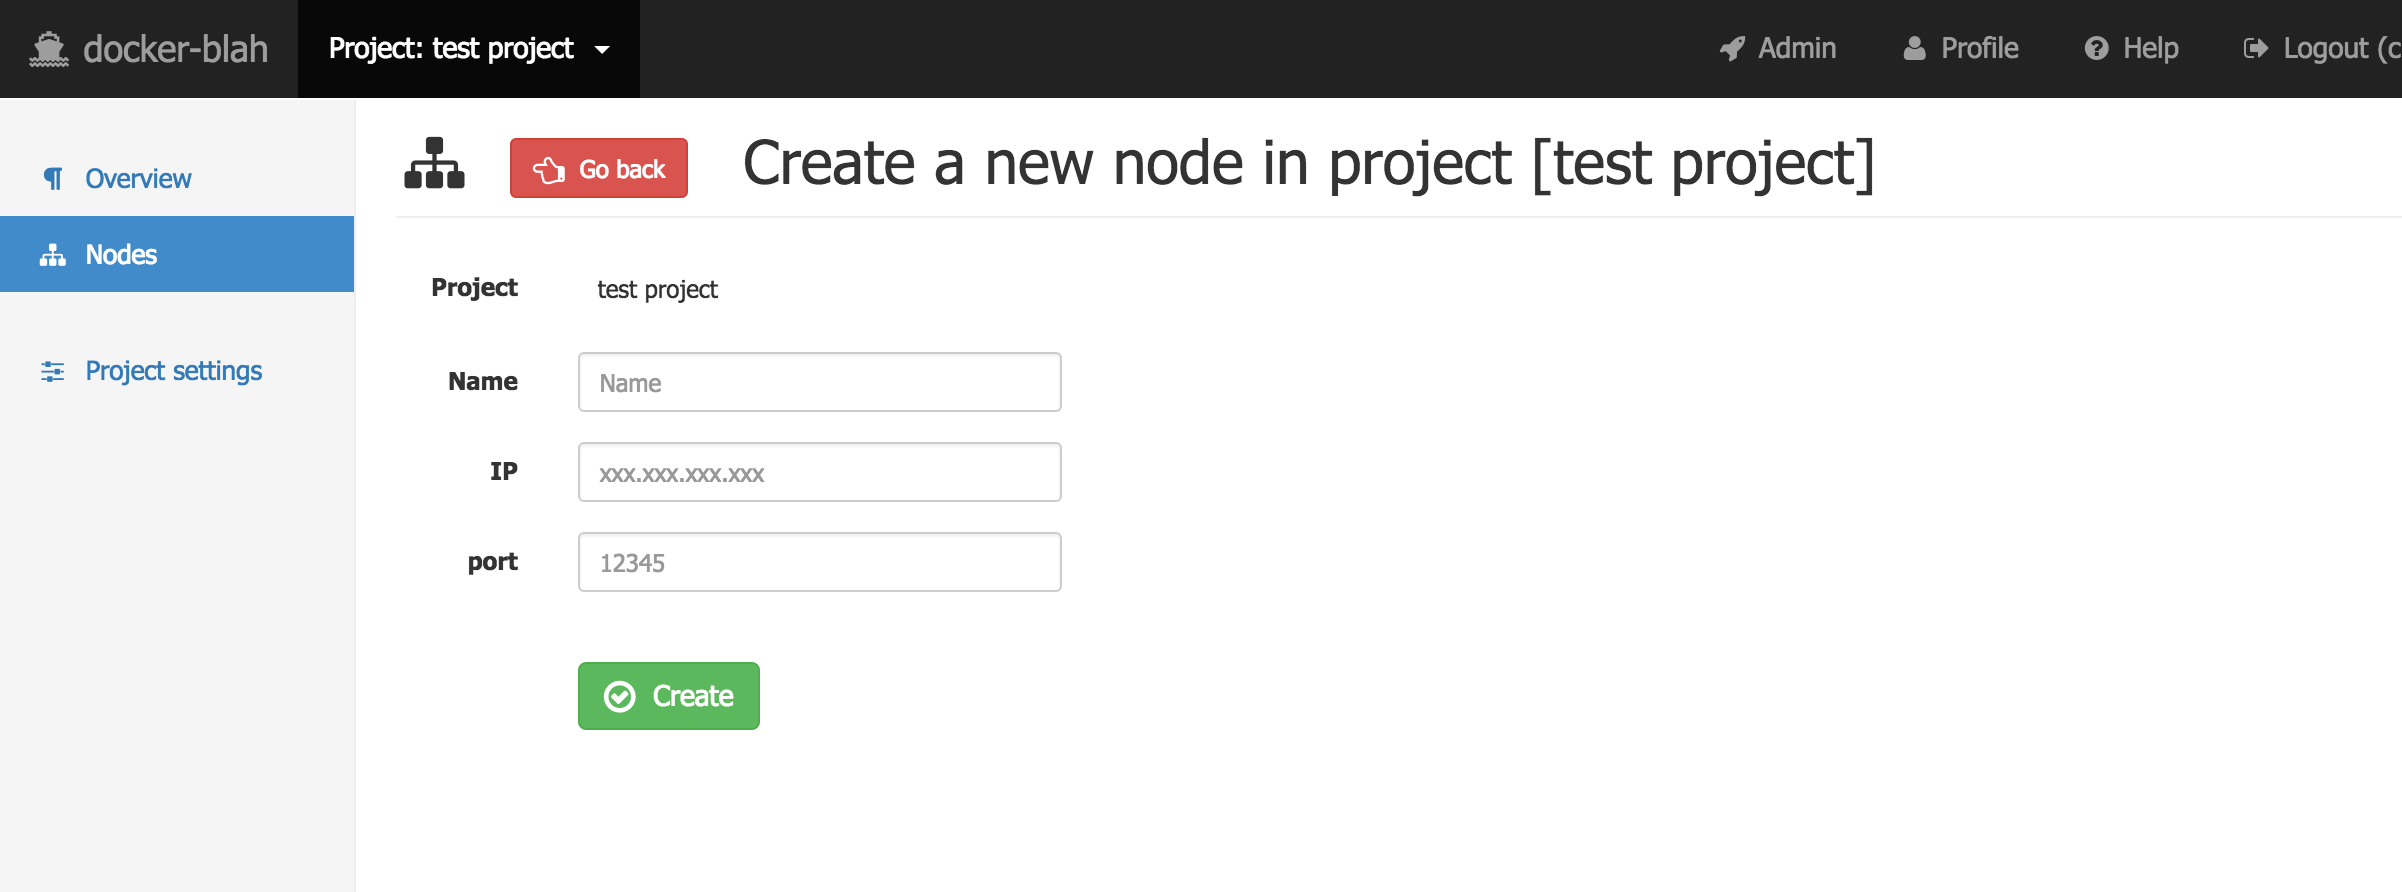 docker-blah Project: test project Admin Profile Help Logout (c
Go back Create a new node in project [test project]
Overview
Nodes
Project settings
Project test project
Name Name
IP xxx.xxx.xxx.xxx
port 12345
Create